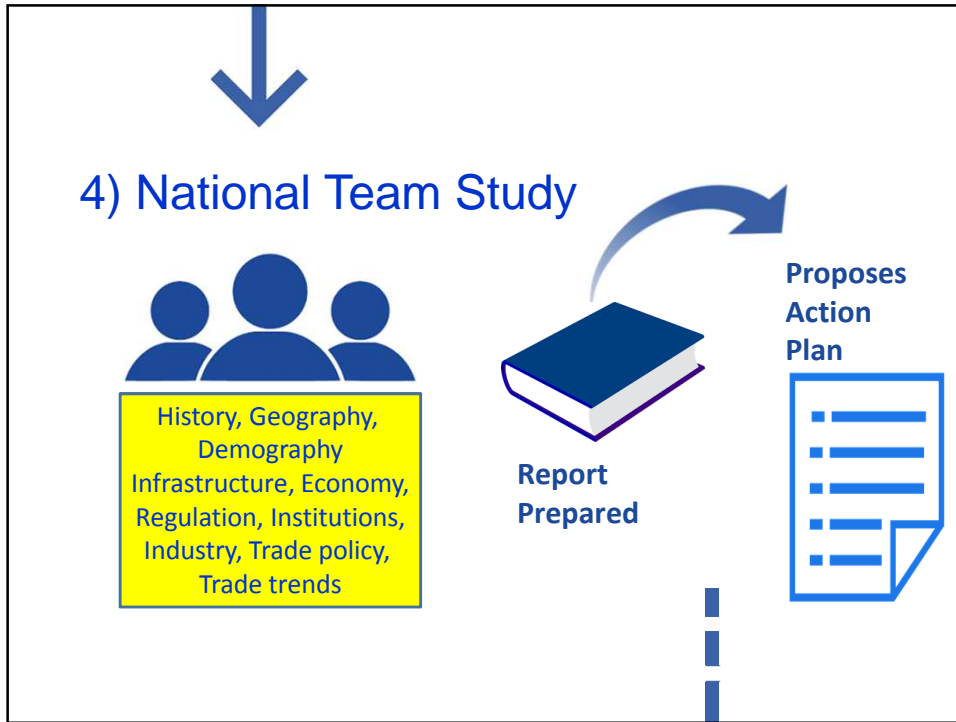 4) National Team Study
History, Geography,
Demography
Infrastructure, Economy,
Regulation, Institutions,
Industry, Trade policy,
Trade trends
Report
Prepared
Proposes
Action
Plan